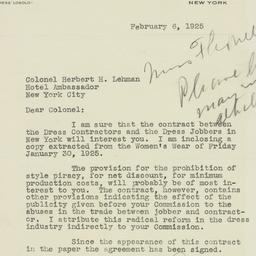 NEW YORK
February 6, 1925
Colonel Herbert H. Lehman
Hotel Ambassador
New York City
Dear Colonel;
I am sure that the contract between
the Dress Contractors and the Dress Jobbers in
New York will interest you. I am inclosing a
copy extracted from the Women's Wear of Friday
January 30, 1925.
The provision for the prohibition of
style piracy, for net discount, for minimum
production costs, will probably be of most in-
terest to you. The contract, however, contains
other provisions indicating the effect of the
publicity given before your Commission to the
abuses in the trade between jobber and contract-
or. I attribute this radical reform in the dress
industry indirectly to your Commission.
Since the appearance of this contract
in the paper the agreement has been signed.